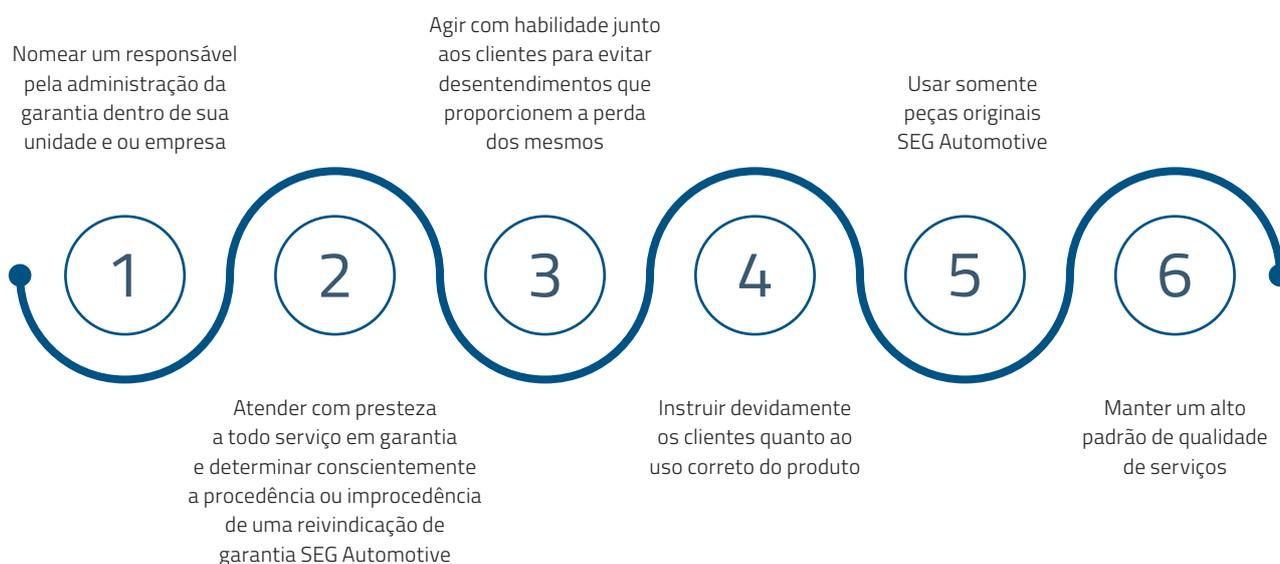 Nomear um responsável
pela administração da
garantia dentro de sua
unidade e ou empresa
1
2
Atender com presteza
a todo serviço em garantia
e determinar conscientemente
a procedência ou improcedência
de uma reivindicação de
garantia SEG Automotive
Agir com habilidade junto
aos clientes para evitar
desentendimentos que
proporcionem a perda
dos mesmos
3
4
Instruir devidamente
os clientes quanto ao
uso correto do produto
Usar somente
peças originais
SEG Automotive
5
6
Manter um alto
padrão de qualidade
de serviços